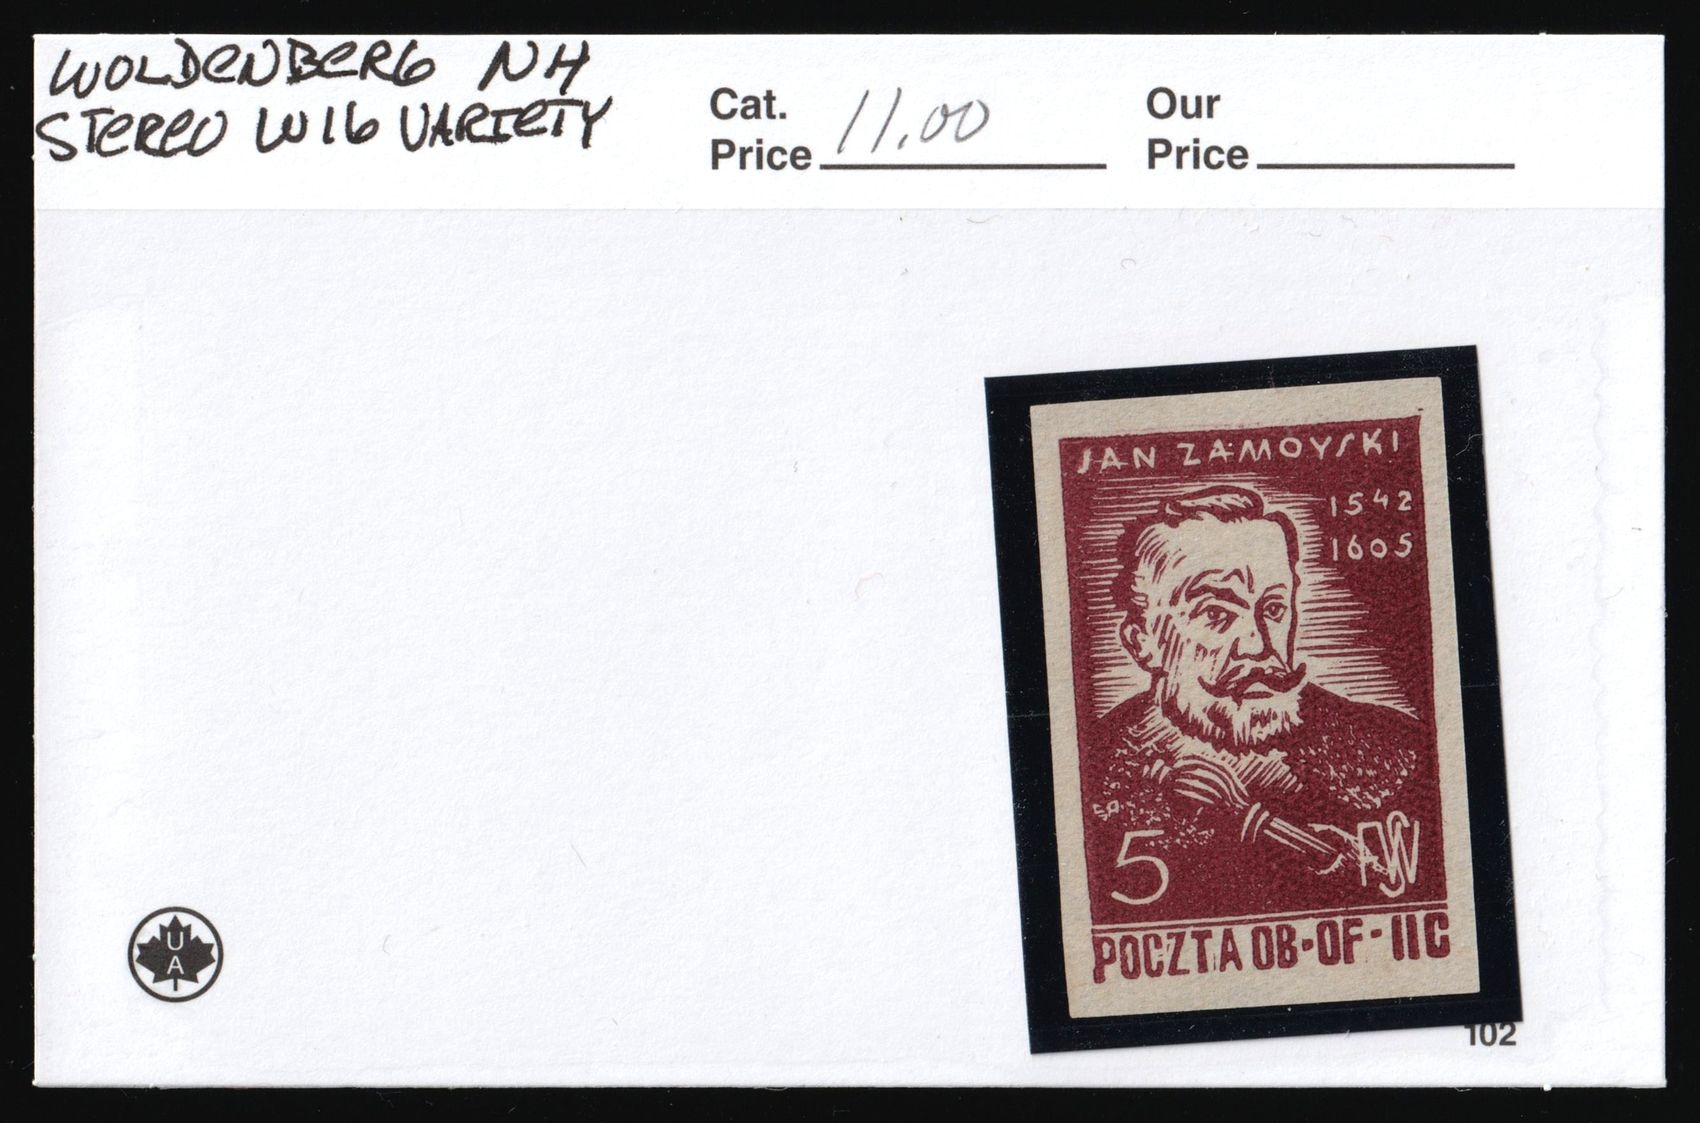 WOLDENBERG NH
STEREO W16 VARIETY
Cat.
Price 11.00
Our
Price
JAN ZAMOYSKI
1542
1605
5
POCZTA OB-OF-IIC
U
A
102